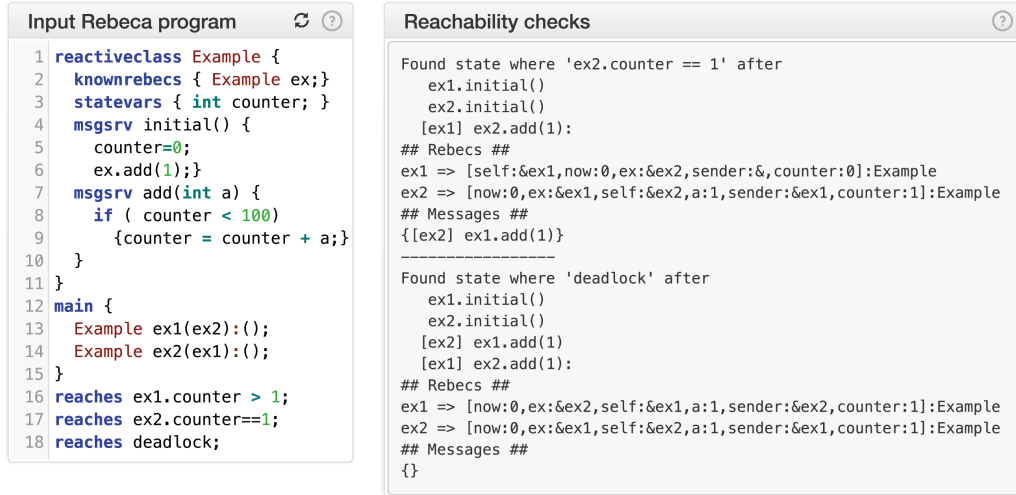 Input Rebeca program
1 reactiveclass Example {
2   knownrebecs { Example ex;}
3   statevars { int counter; }
4   msgsrv initial() {
5     counter=0;
6     ex.add(1);}
7   msgsrv add(int a) {
8     if ( counter < 100)
9       {counter = counter + a;}
10   }
11 }
12 main {
13   Example ex1(ex2):();
14   Example ex2(ex1):();
15 }
16 reaches ex1.counter > 1;
17 reaches ex2.counter==1;
18 reaches deadlock;
Reachability checks
Found state where 'ex2.counter == 1' after
   ex1.initial()
   ex2.initial()
  [ex1] ex2.add(1):
## Rebecs ##
ex1 => [self:&ex1,now:0,ex:&ex2,sender:&,counter:0]:Example
ex2 => [now:0,ex:&ex1,self:&ex2,a:1,sender:&ex1,counter:1]:Example
## Messages ##
{[ex2] ex1.add(1)}
-----------------
Found state where 'deadlock' after
   ex1.initial()
   ex2.initial()
  [ex2] ex1.add(1)
  [ex1] ex2.add(1):
## Rebecs ##
ex1 => [now:0,ex:&ex2,self:&ex1,a:1,sender:&ex2,counter:1]:Example
ex2 => [now:0,ex:&ex1,self:&ex2,a:1,sender:&ex1,counter:1]:Example
## Messages ##
{}